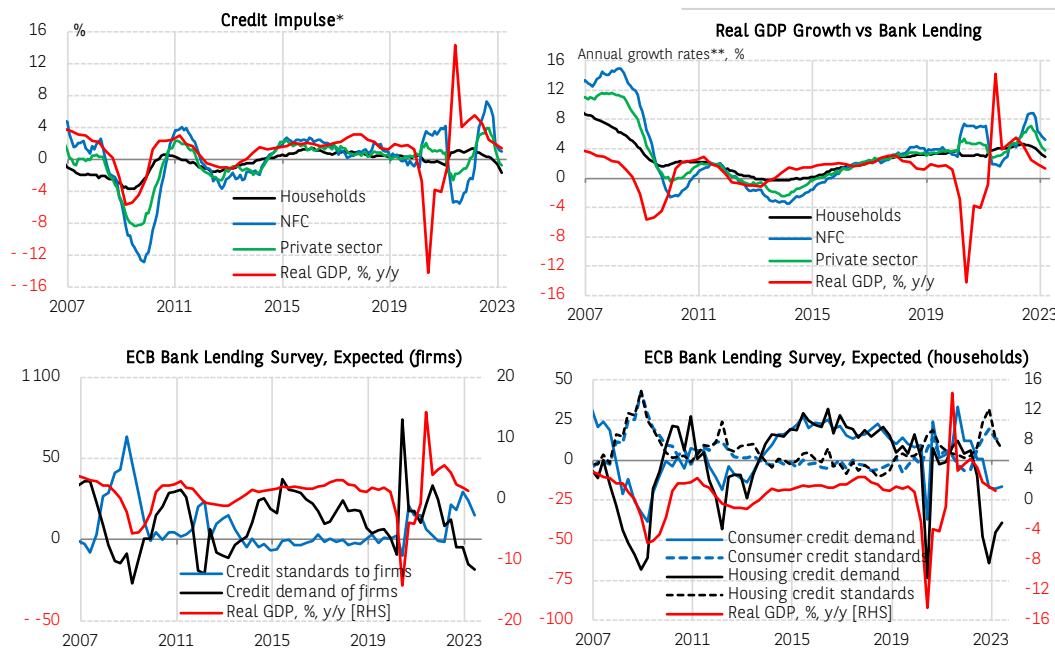 Credit Impulse*
16
%
12
8
4
0
-4
-8
- -12
- -16
2007 2011 2015 2019 2023
Households
NFC
Private sector
Real GDP, %, y/y
Real GDP Growth vs Bank Lending
Annual growth rates**, %
16
12
8
4
0
-4
-8
-12
-16
2007 2011 2015 2019 2023
Households
NFC
Private sector
Real GDP, %, y/y
ECB Bank Lending Survey, Expected (firms)
1100
50
0
- -50
20
10
0
-10
-20
2007 2011 2015 2019 2023
Credit standards to firms
Credit demand of firms
Real GDP, %, y/y [RHS]
ECB Bank Lending Survey, Expected (households)
50
25
0
-25
-50
-75
-100
16
12
8
4
0
-4
-8
-12
-16
2007 2011 2015 2019 2023
Consumer credit demand
Consumer credit standards
Housing credit demand
Housing credit standards
Real GDP, %, y/y [RHS]